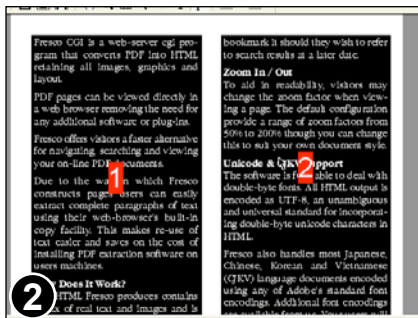 Fresco CGI is a web-server cgi pro-
gram that converts PDF into HTML
retaining all images, graphics and
layout.
PDF pages can be viewed directly in
a web browser removing the need for
any additional software or plug-ins.
Fresco offers visitors a faster alternative
for navigating, searching and viewing
your on-line PDF documents.
Due to the way in which Fresco
constructs pages users can easily
extract complete paragraphs of text
using their web-browser's built-in
copy facility. This makes re-use of
text easier and saves on the cost of
installing PDF extraction software on
users machines.
Does It Work?
HTML Fresco produces contains
of real text and images and is
1
2
bookmark it should they wish to refer
to search results at a later date.
Zoom In / Out
To aid in readability, visitors may
change the zoom factor when view-
ing a page. The default configuration
provide a range of zoom factors from
50% to 200% though you can change
this to suit your own document style.
Unicode & CJKV Support
The software is able to deal with
double-byte fonts. All HTML output is
encoded as UTF-8, an unambiguous
and universal standard for incorporat-
ing double-byte unicode characters in
HTML.
Fresco also handles most Japanese,
Chinese, Korean and Vietnamese
(CJKV) language documents encoded
using any of Adobe's standard font
encodings. Additional font encodings
2